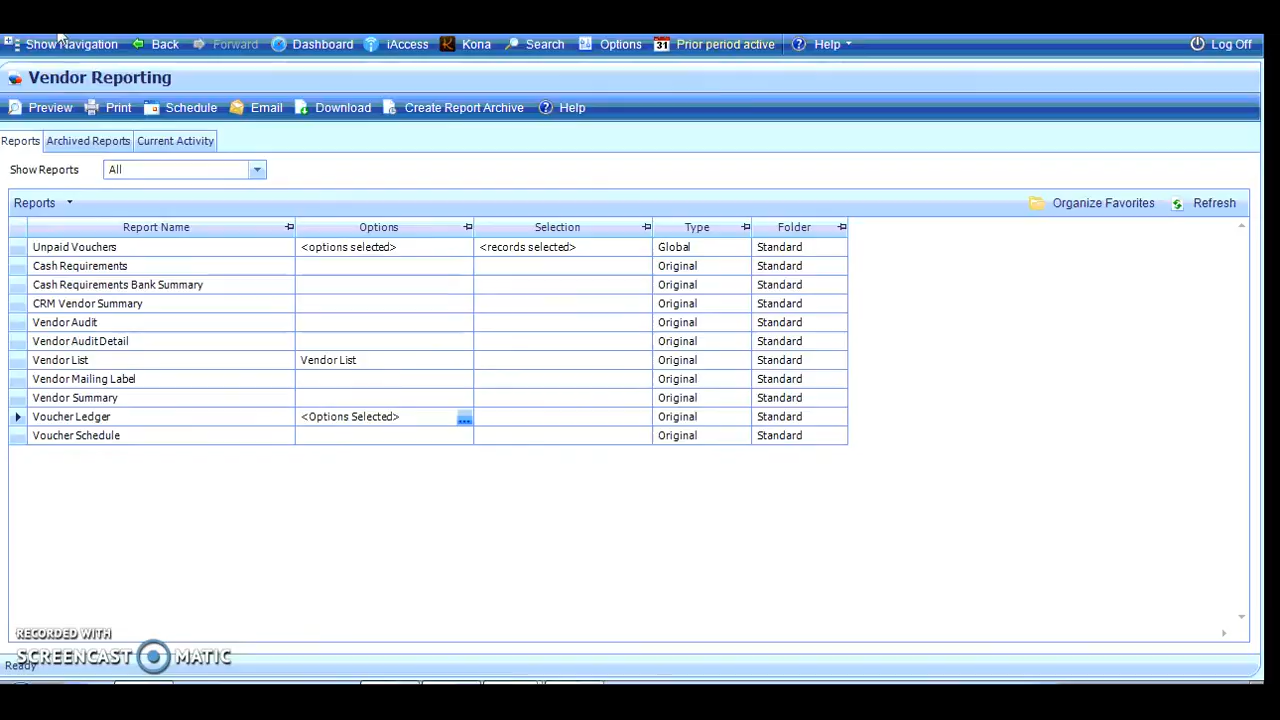 Show Navigation Back Forward Dashboard iAccess Kona Search Options 31 Prior period active Help Log Off
Vendor Reporting
Preview Print Schedule Email Download Create Report Archive Help
Reports Archived Reports Current Activity
Show Reports All
Reports Organize Favorites Refresh
Report Name Options Selection Type Folder
Unpaid Vouchers <options selected> <records selected> Global Standard
Cash Requirements Original Standard
Cash Requirements Bank Summary Original Standard
CRM Vendor Summary Original Standard
Vendor Audit Original Standard
Vendor Audit Detail Original Standard
Vendor List Vendor List Original Standard
Vendor Mailing Label Original Standard
Vendor Summary Original Standard
Voucher Ledger <Options Selected> ... Original Standard
Voucher Schedule Original Standard
RECORDED WITH
SCREENCAST MATIC
Ready